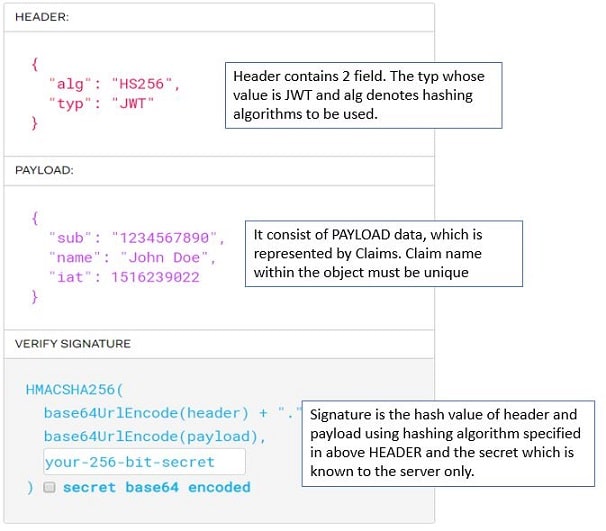 HEADER:
{
"alg": "HS256",
"typ": "JWT"
}
Header contains 2 field. The typ whose
value is JWT and alg denotes hashing
algorithms to be used.
PAYLOAD:
{
"sub": "1234567890",
"name": "John Doe",
"iat": 1516239022
}
It consist of PAYLOAD data, which is
represented by Claims. Claim name
within the object must be unique
VERIFY SIGNATURE
HMACSHA256(
base64UrlEncode(header) + "."
base64UrlEncode(payload),
your-256-bit-secret
) secret base64 encoded
Signature is the hash value of header and
payload using hashing algorithm specified
in above HEADER and the secret which is
known to the server only.